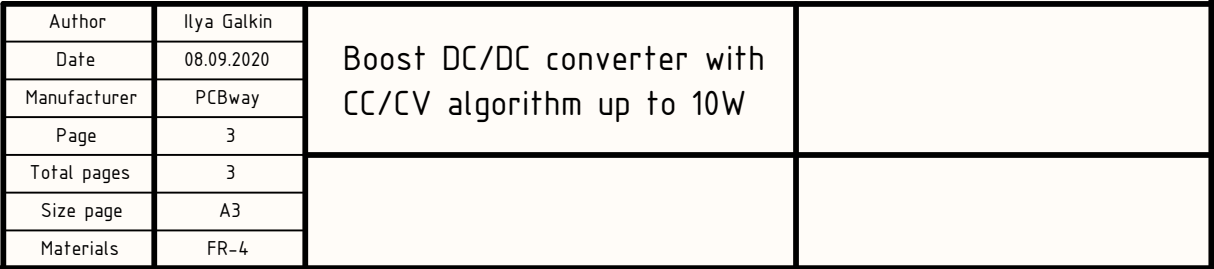 Author Ilya Galkin
Date 08.09.2020
Manufacturer PCBway
Page 3
Total pages 3
Size page A3
Materials FR-4
Boost DC/DC converter with
CC/CV algorithm up to 10W